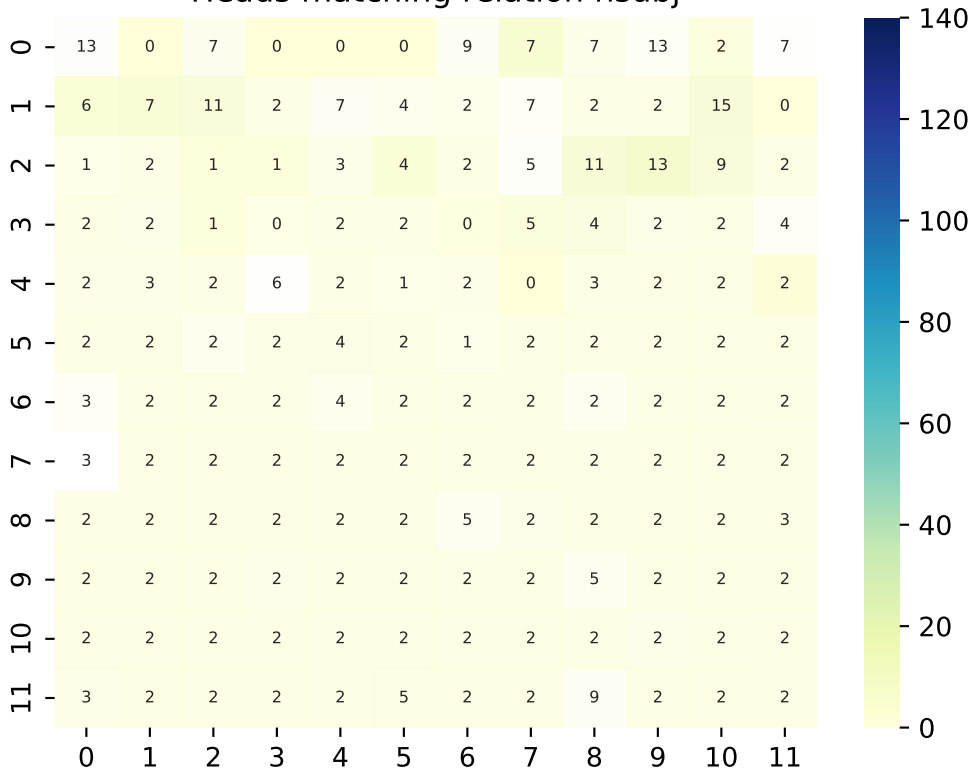 Heads matching relation nsubj
0 13 0 7 0 0 0 9 7 7 13 2 7
1 6 7 11 2 7 4 2 7 2 2 15 0
2 1 2 1 1 3 4 2 5 11 13 9 2
3 2 2 1 0 2 2 0 5 4 2 2 4
4 2 3 2 6 2 1 2 0 3 2 2 2
5 2 2 2 2 4 2 1 2 2 2 2 2
6 3 2 2 2 4 2 2 2 2 2 2 2
7 3 2 2 2 2 2 2 2 2 2 2 2
8 2 2 2 2 2 2 5 2 2 2 2 3
9 2 2 2 2 2 2 2 2 5 2 2 2
10 2 2 2 2 2 2 2 2 2 2 2 2
11 3 2 2 2 2 5 2 2 9 2 2 2
0 1 2 3 4 5 6 7 8 9 10 11
140
120
100
80
60
40
20
0